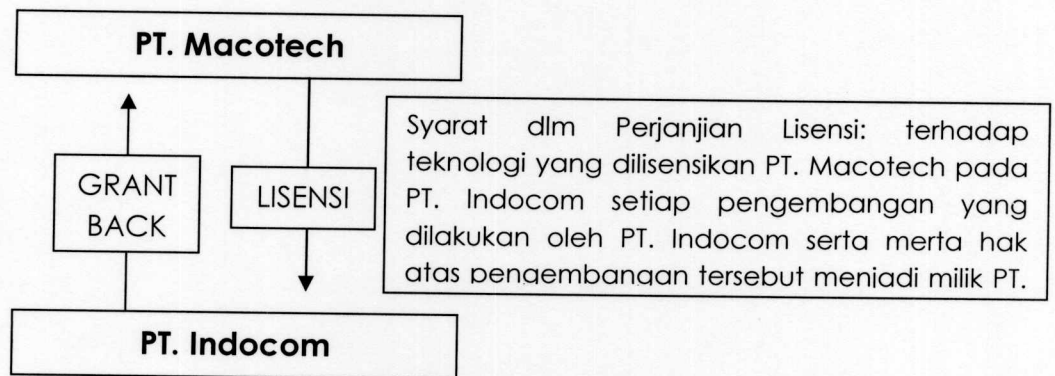 PT. Macotech
GRANT
BACK
LISENSI
Syarat dlm Perjanjian Lisensi: terhadap
teknologi yang dilisensikan PT. Macotech pada
PT. Indocom setiap pengembangan yang
dilakukan oleh PT. Indocom serta merta hak
atas pengembangan tersebut menjadi milik PT.
PT. Indocom